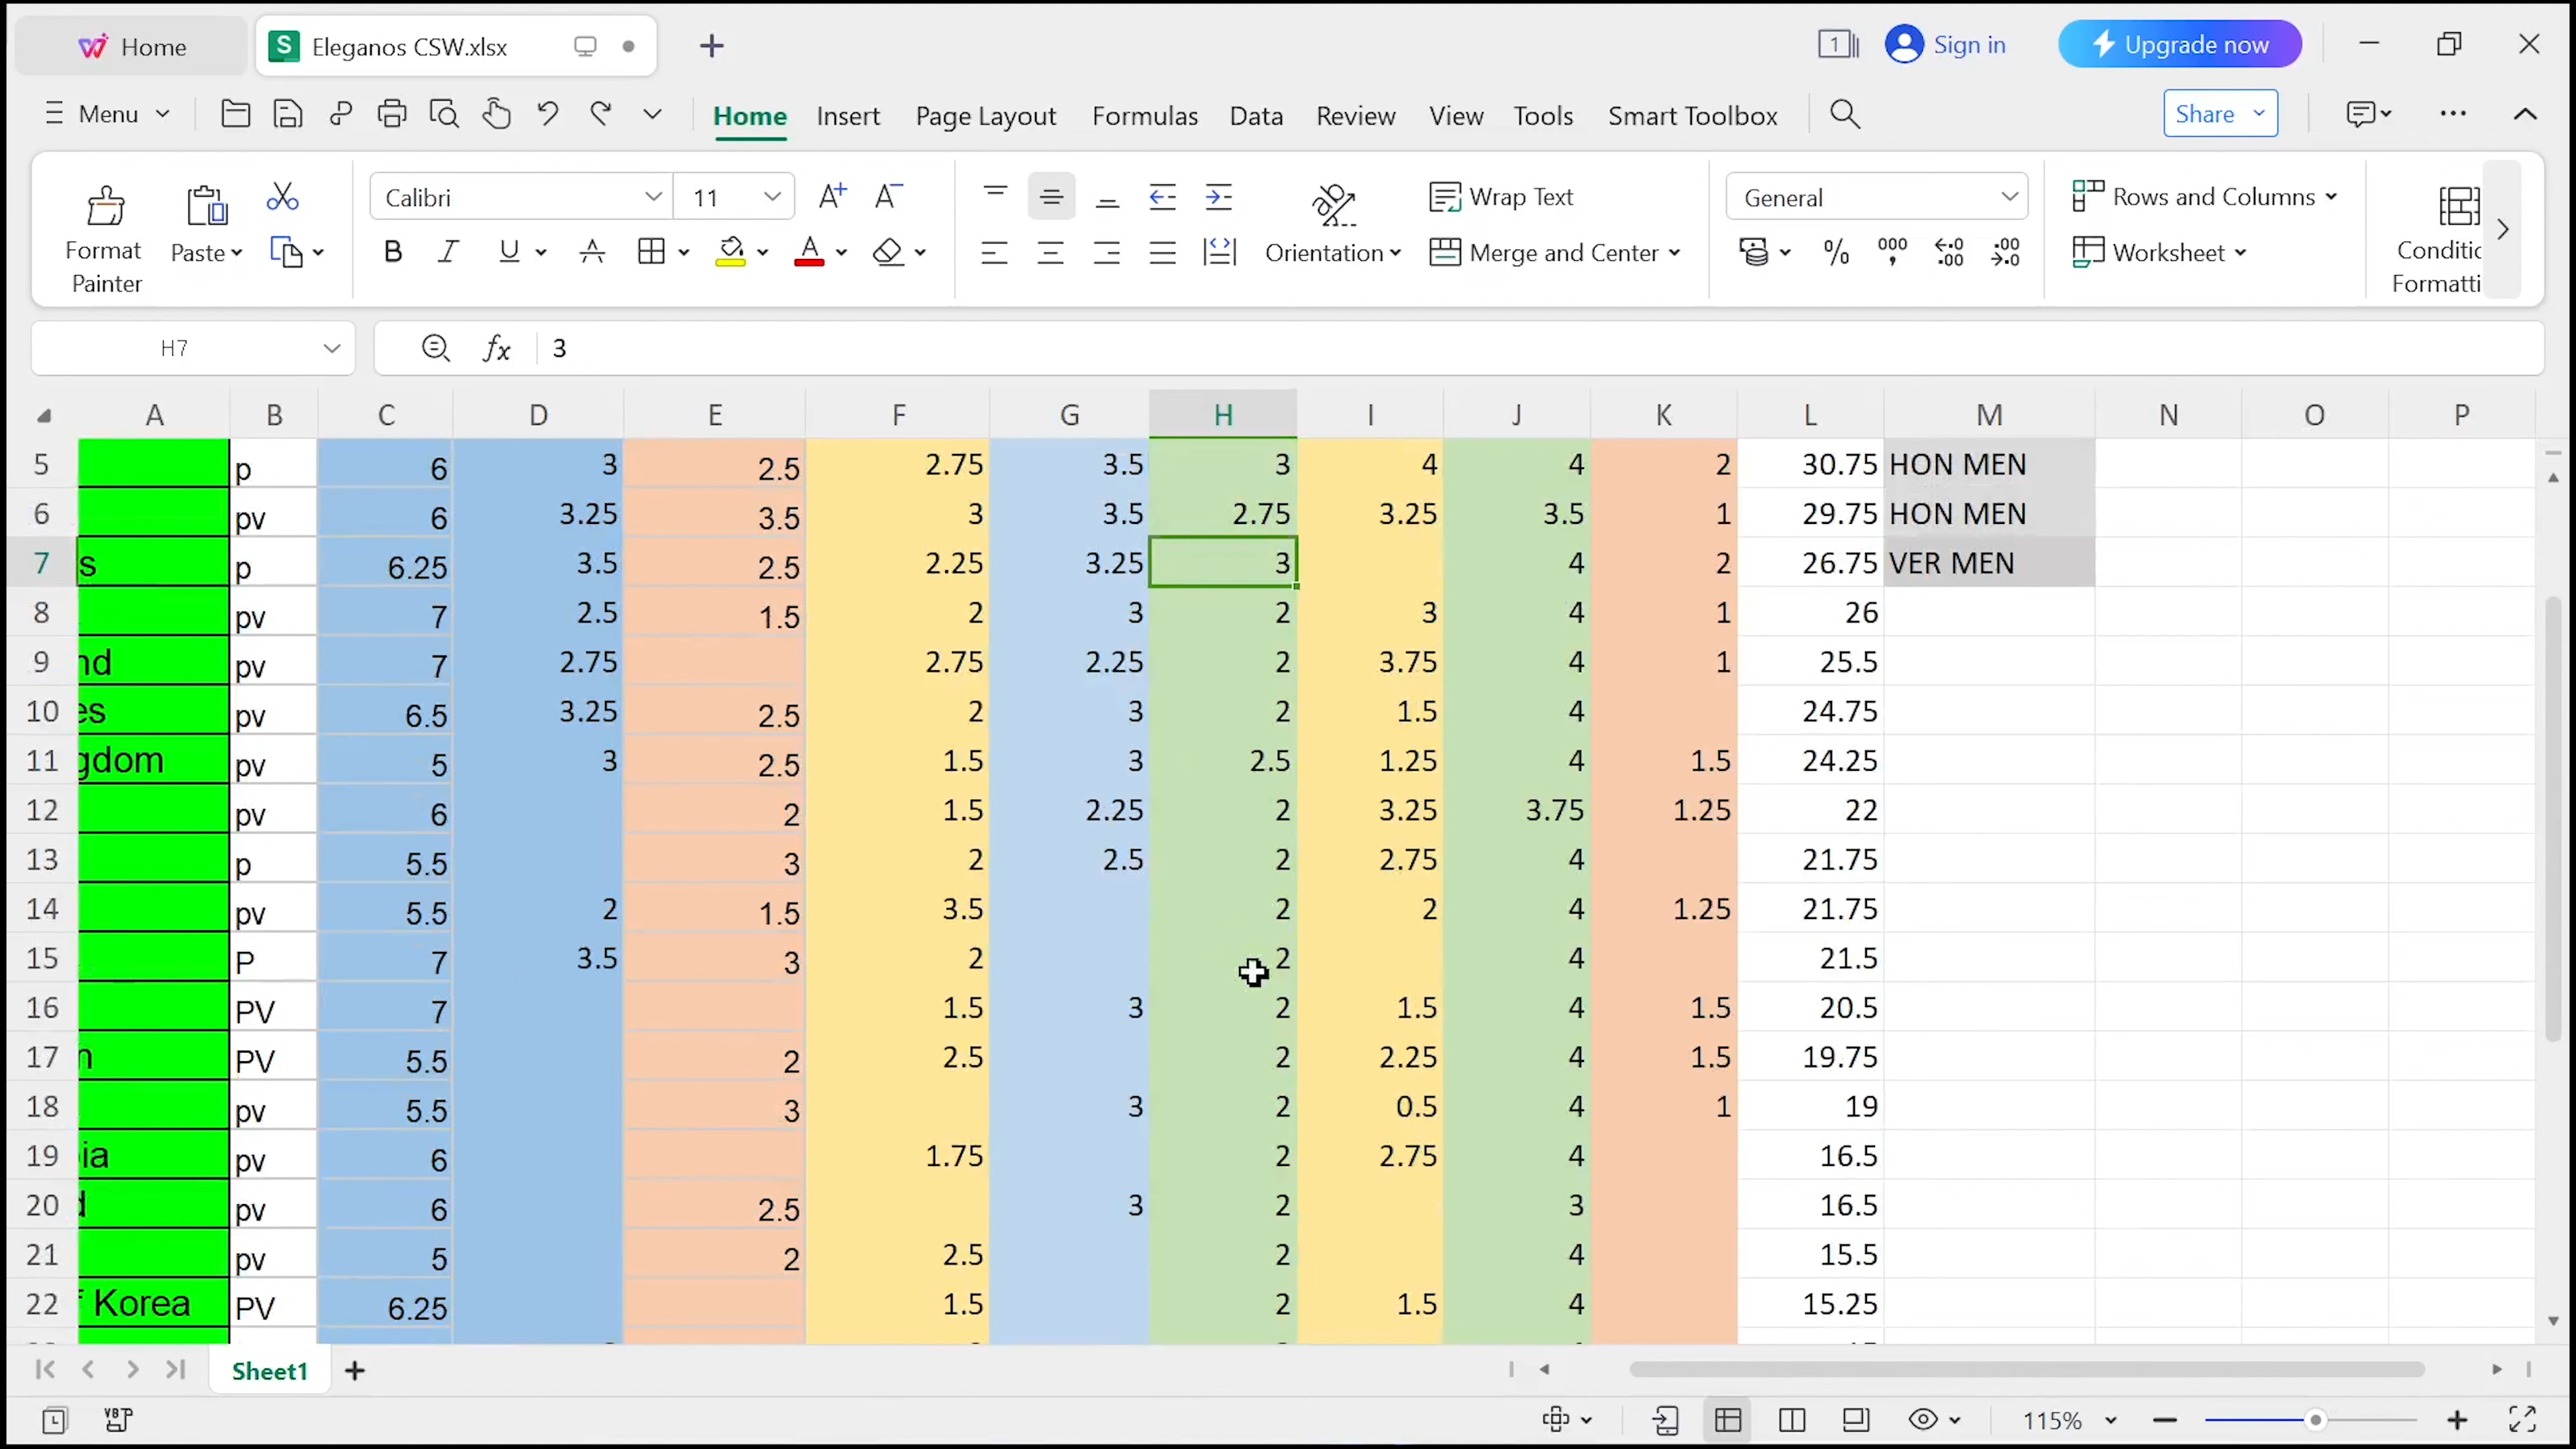 Home
Eleganos CSW.xlsx
1
Sign in
Upgrade now
Menu
Home Insert Page Layout Formulas Data Review View Tools Smart Toolbox
Share
Format Painter
Paste
Calibri
11
Orientation
Wrap Text
Merge and Center
General
Rows and Columns
Worksheet
Conditic
Formatti
H7
fx 3
A B C D E F G H I J K L M N O P
5 p 6 3 2.5 2.75 3.5 3 4 4 2 30.75 HON MEN
6 pv 6 3.25 3.5 3 3.5 2.75 3.25 3.5 1 29.75 HON MEN
7 s p 6.25 3.5 2.5 2.25 3.25 3 4 2 26.75 VER MEN
8 pv 7 2.5 1.5 2 3 2 3 4 1 26
9 nd pv 7 2.75 2.75 2.25 2 3.75 4 1 25.5
10 es pv 6.5 3.25 2.5 2 3 2 1.5 4 24.75
11 gdom pv 5 3 2.5 1.5 3 2.5 1.25 4 1.5 24.25
12 pv 6 2 1.5 2.25 2 3.25 3.75 1.25 22
13 p 5.5 3 2 2.5 2 2.75 4 21.75
14 pv 5.5 2 1.5 3.5 2 2 4 1.25 21.75
15 P 7 3.5 3 2 2 4 21.5
16 PV 7 1.5 3 2 1.5 4 1.5 20.5
17 n PV 5.5 2 2.5 2 2.25 4 1.5 19.75
18 pv 5.5 3 3 2 0.5 4 1 19
19 ia pv 6 1.75 2 2.75 4 16.5
20 d pv 6 2.5 3 2 3 16.5
21 pv 5 2 2.5 2 4 15.5
22 f Korea PV 6.25 1.5 2 1.5 4 15.25
Sheet1
115%